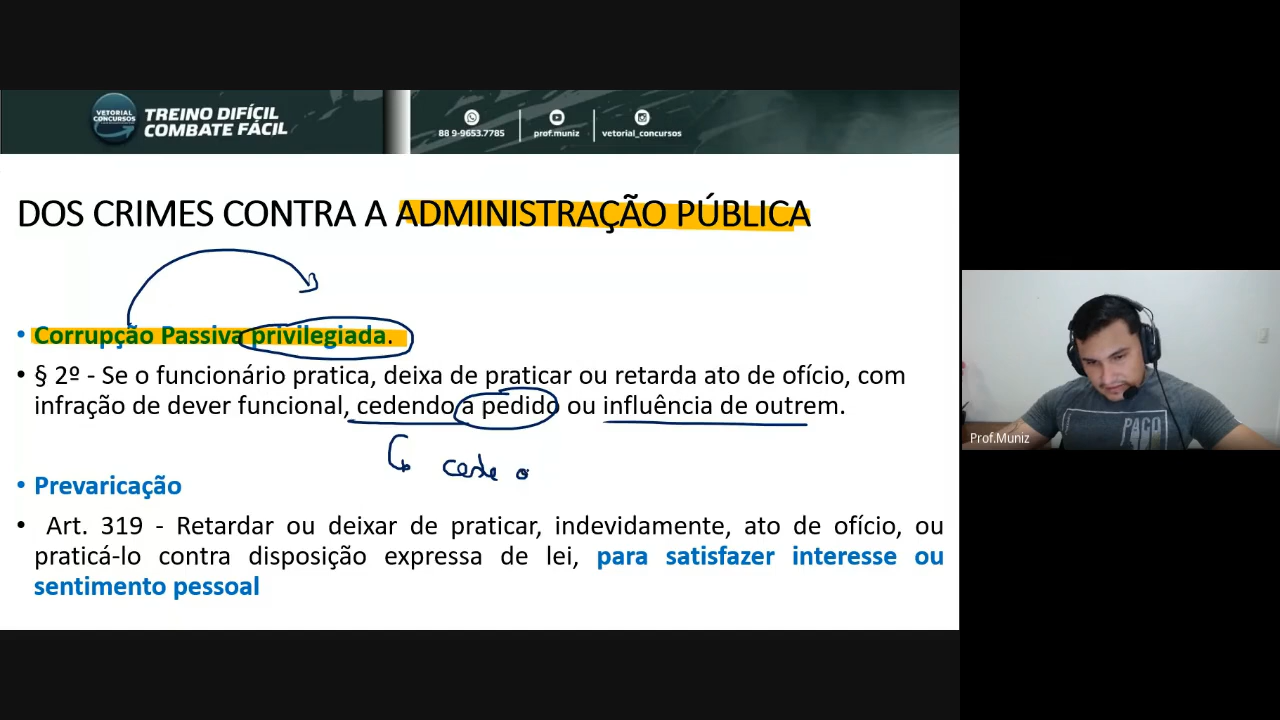 VETORIAL
CONCURSOS
TREINO DIFÍCIL
COMBATE FÁCIL
88 9-9653.7785
prof.muniz
vetorial_concursos
DOS CRIMES CONTRA A ADMINISTRAÇÃO PÚBLICA
• Corrupção Passiva privilegiada.
• § 2º - Se o funcionário pratica, deixa de praticar ou retarda ato de ofício, com
infração de dever funcional, cedendo a pedido ou influência de outrem.
cede a
• Prevaricação
• Art. 319 - Retardar ou deixar de praticar, indevidamente, ato de ofício, ou
praticá-lo contra disposição expressa de lei, para satisfazer interesse ou
sentimento pessoal
PACO
Prof.Muniz